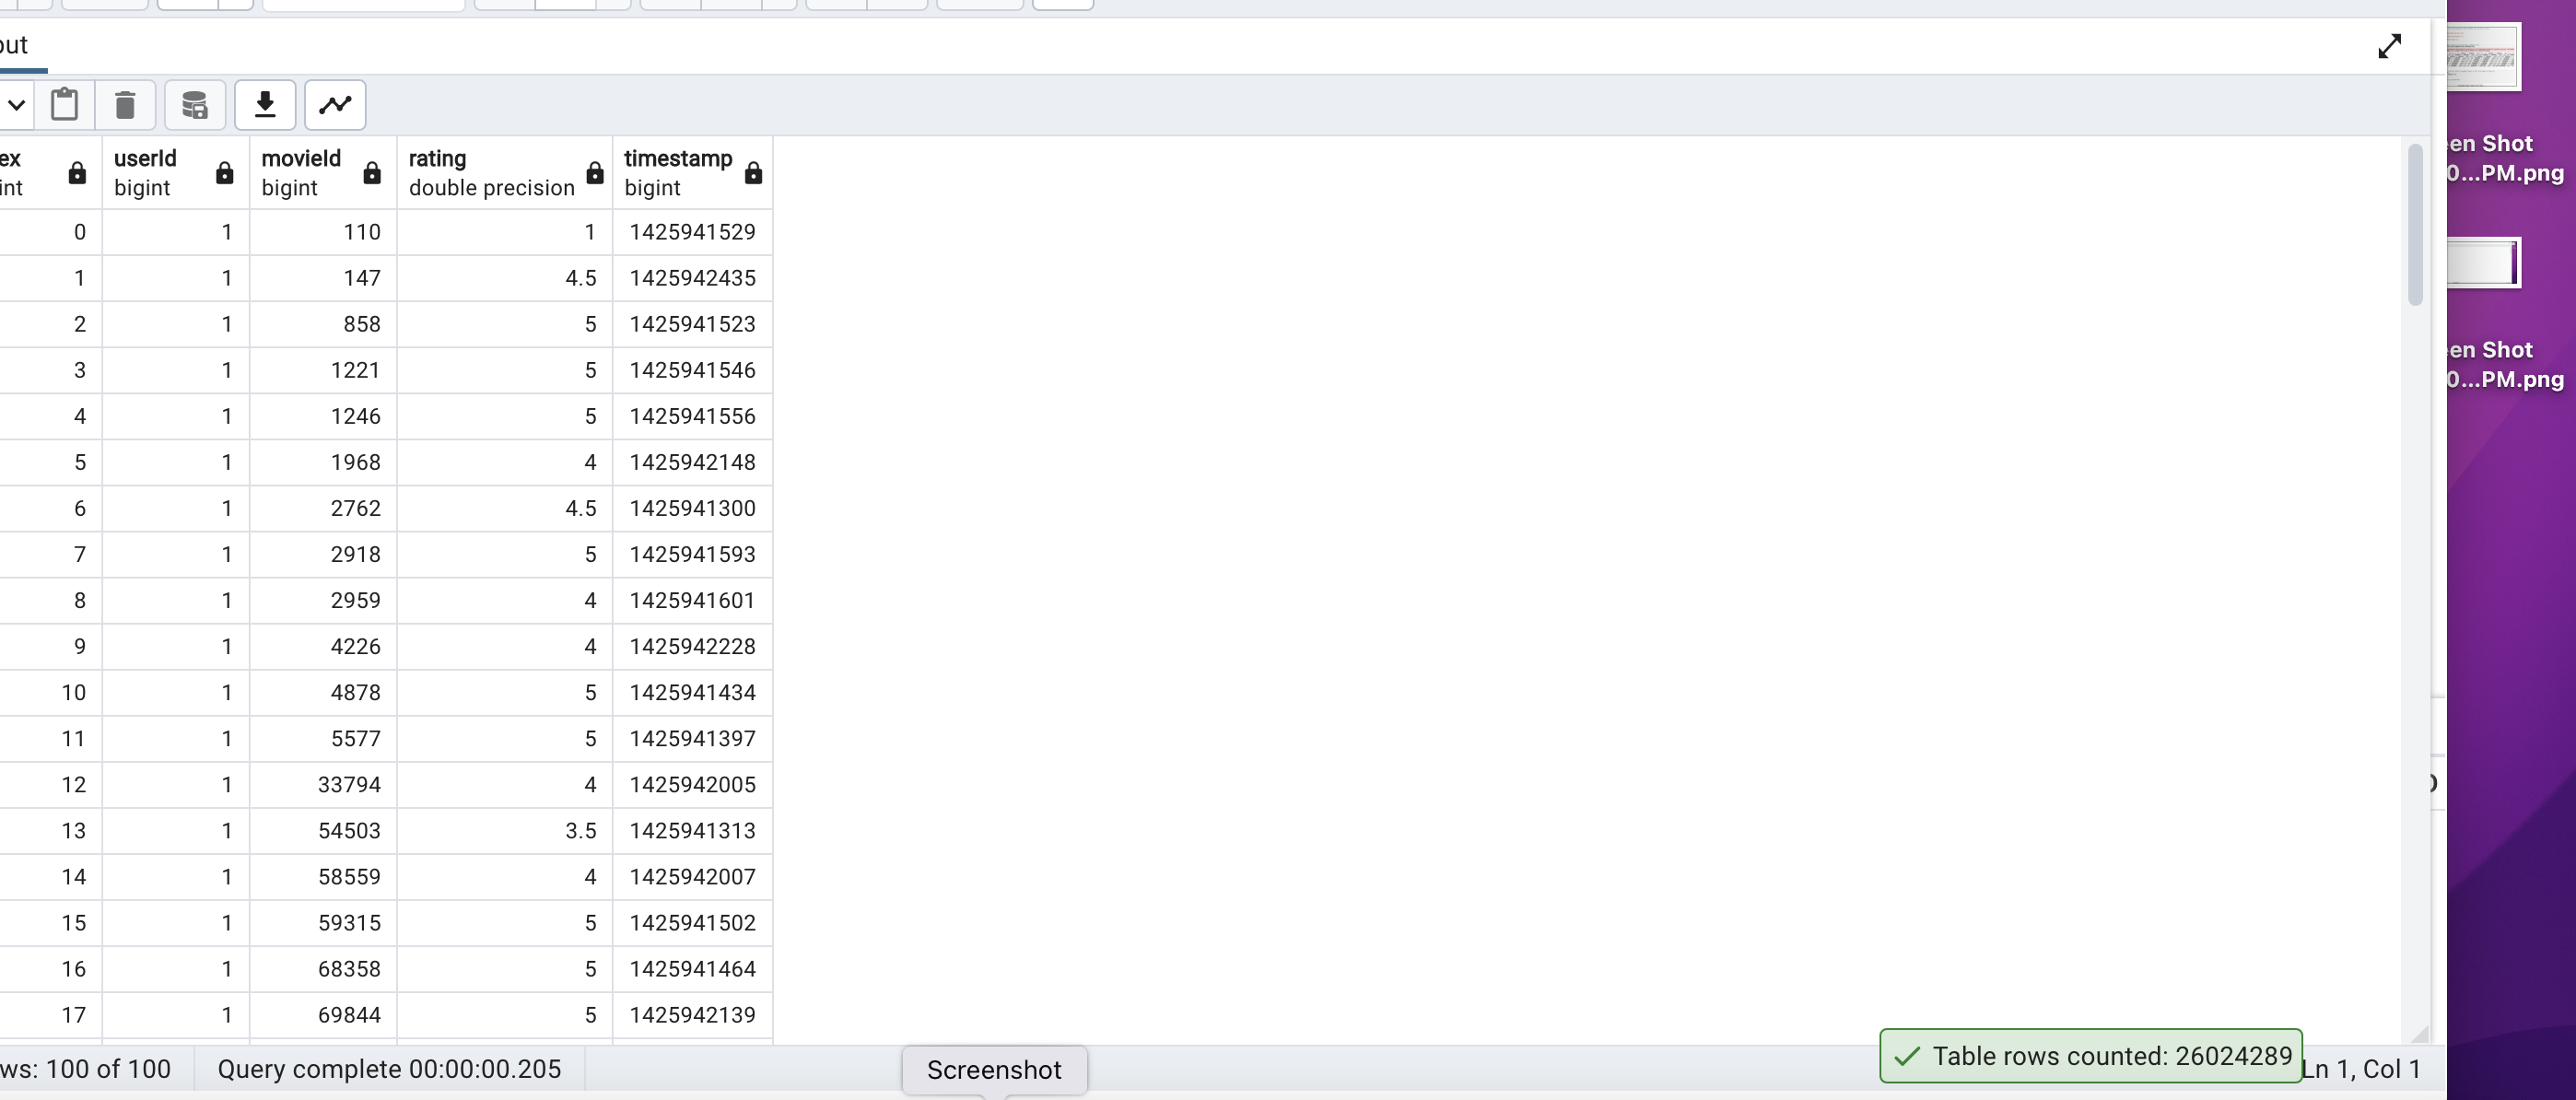 put
en Shot
0...PM.png
en Shot
0...PM.png
ex userId movieId rating timestamp
int bigint bigint double precision bigint
0 1 110 1 1425941529
1 1 147 4.5 1425942435
2 1 858 5 1425941523
3 1 1221 5 1425941546
4 1 1246 5 1425941556
5 1 1968 4 1425942148
6 1 2762 4.5 1425941300
7 1 2918 5 1425941593
8 1 2959 4 1425941601
9 1 4226 4 1425942228
10 1 4878 5 1425941434
11 1 5577 5 1425941397
12 1 33794 4 1425942005
13 1 54503 3.5 1425941313
14 1 58559 4 1425942007
15 1 59315 5 1425941502
16 1 68358 5 1425941464
17 1 69844 5 1425942139
ws: 100 of 100 Query complete 00:00:00.205 Screenshot Table rows counted: 26024289 Ln 1, Col 1